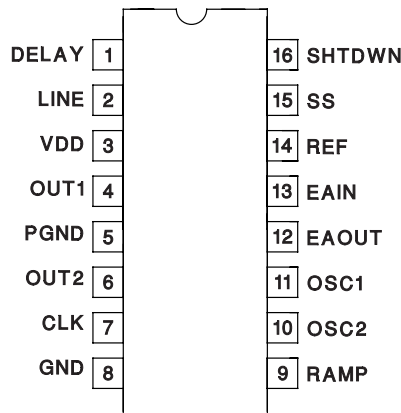 DELAY 1 16 SHTDWN
LINE 2 15 SS
VDD 3 14 REF
OUT1 4 13 EAIN
PGND 5 12 EAOUT
OUT2 6 11 OSC1
CLK 7 10 OSC2
GND 8 9 RAMP